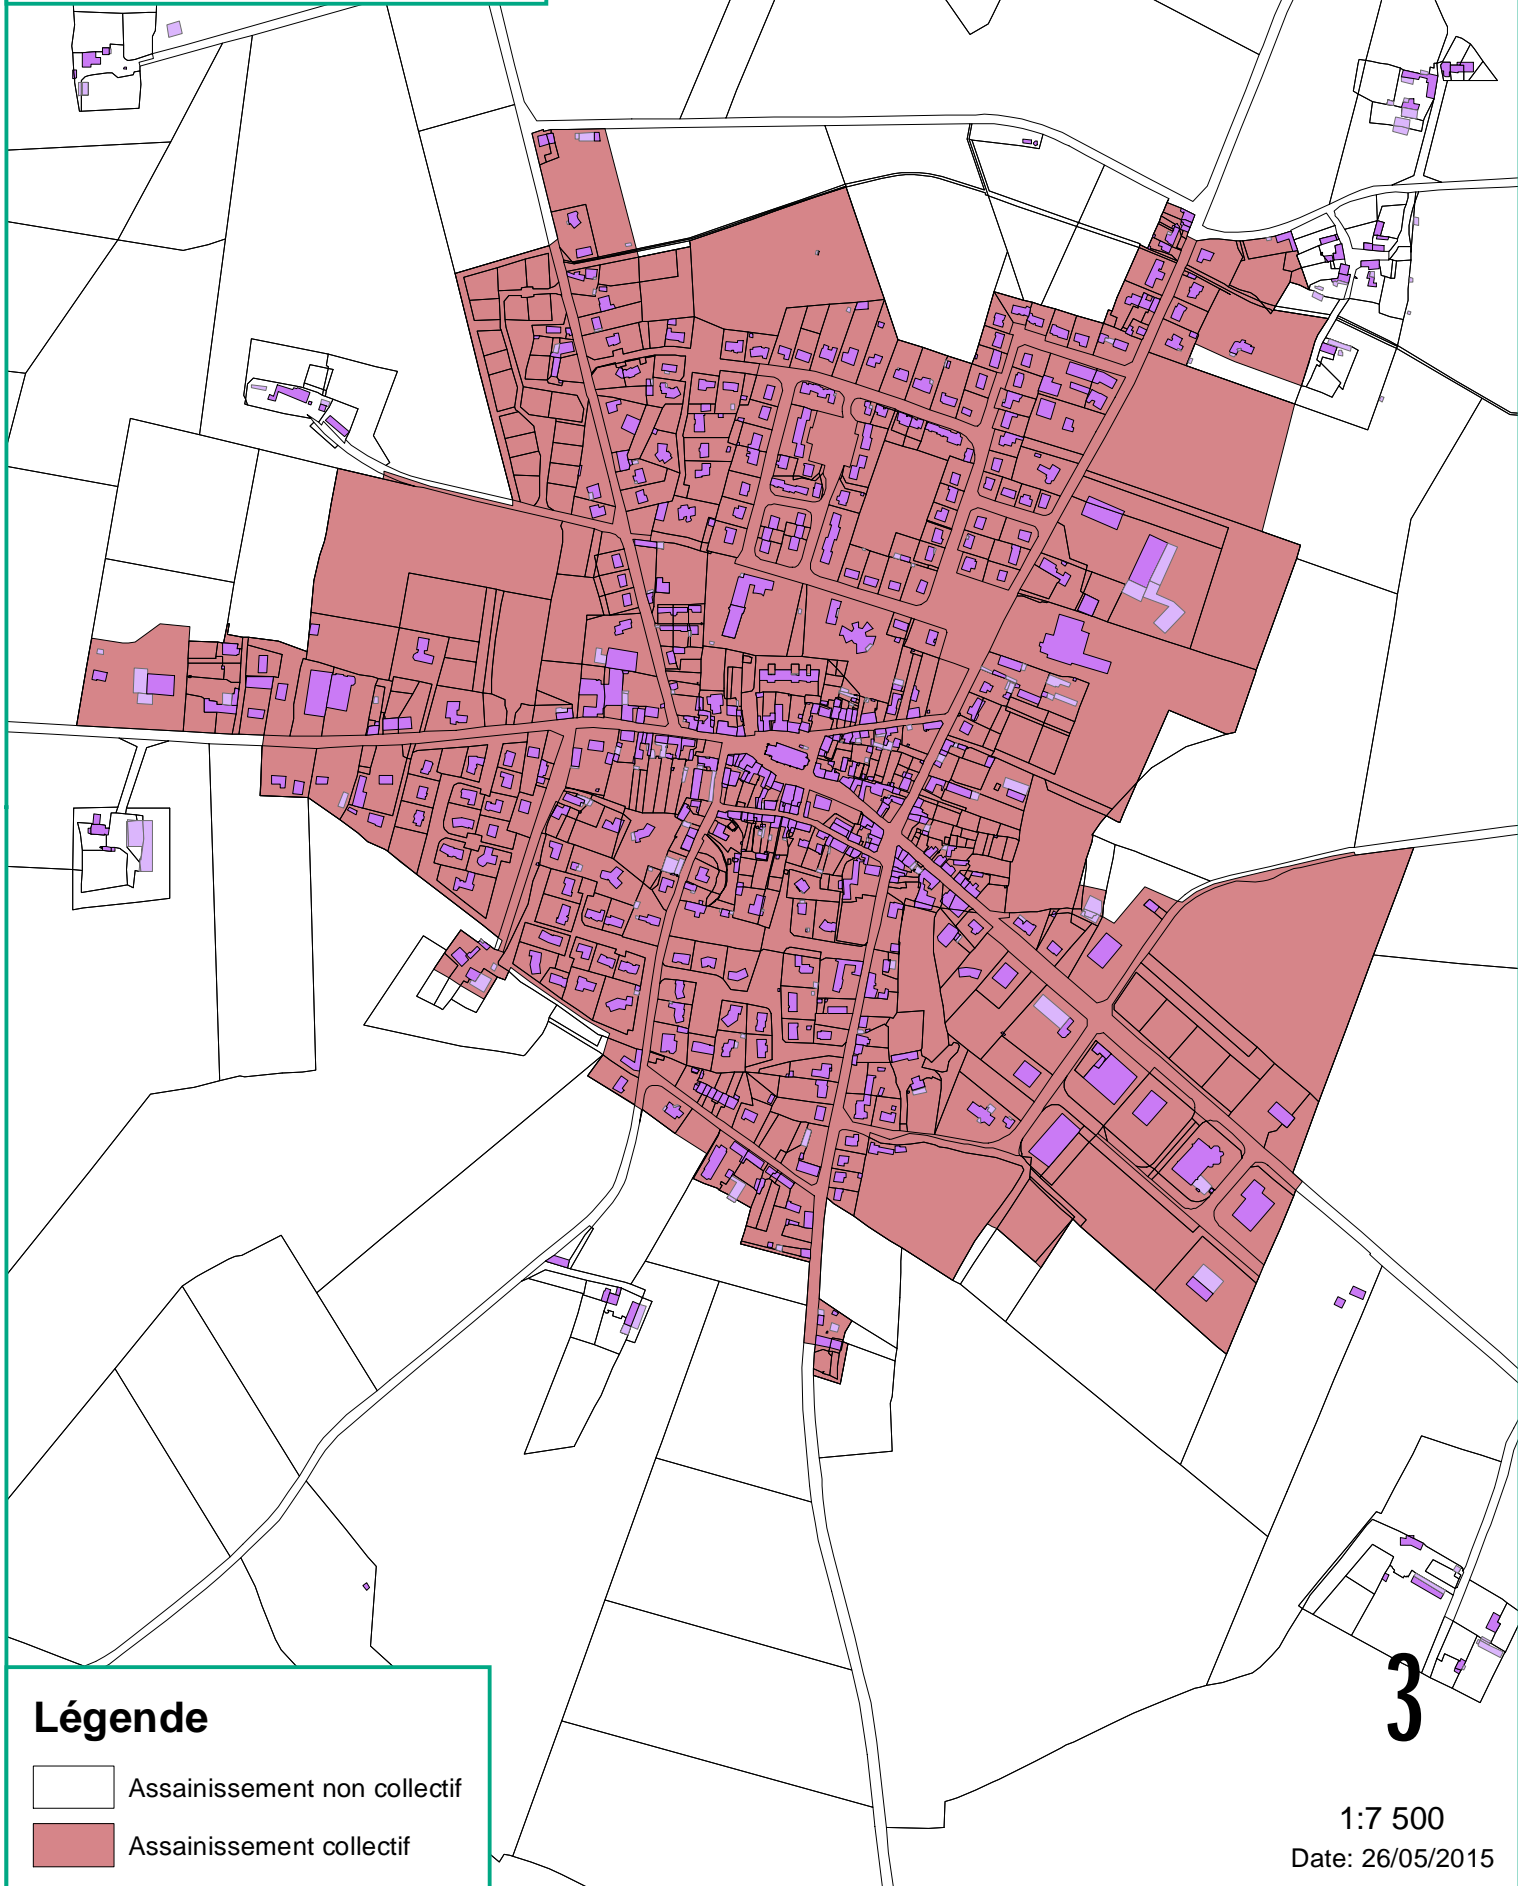 Légende
Assainissement non collectif
Assainissement collectif
3
1:7 500
Date: 26/05/2015